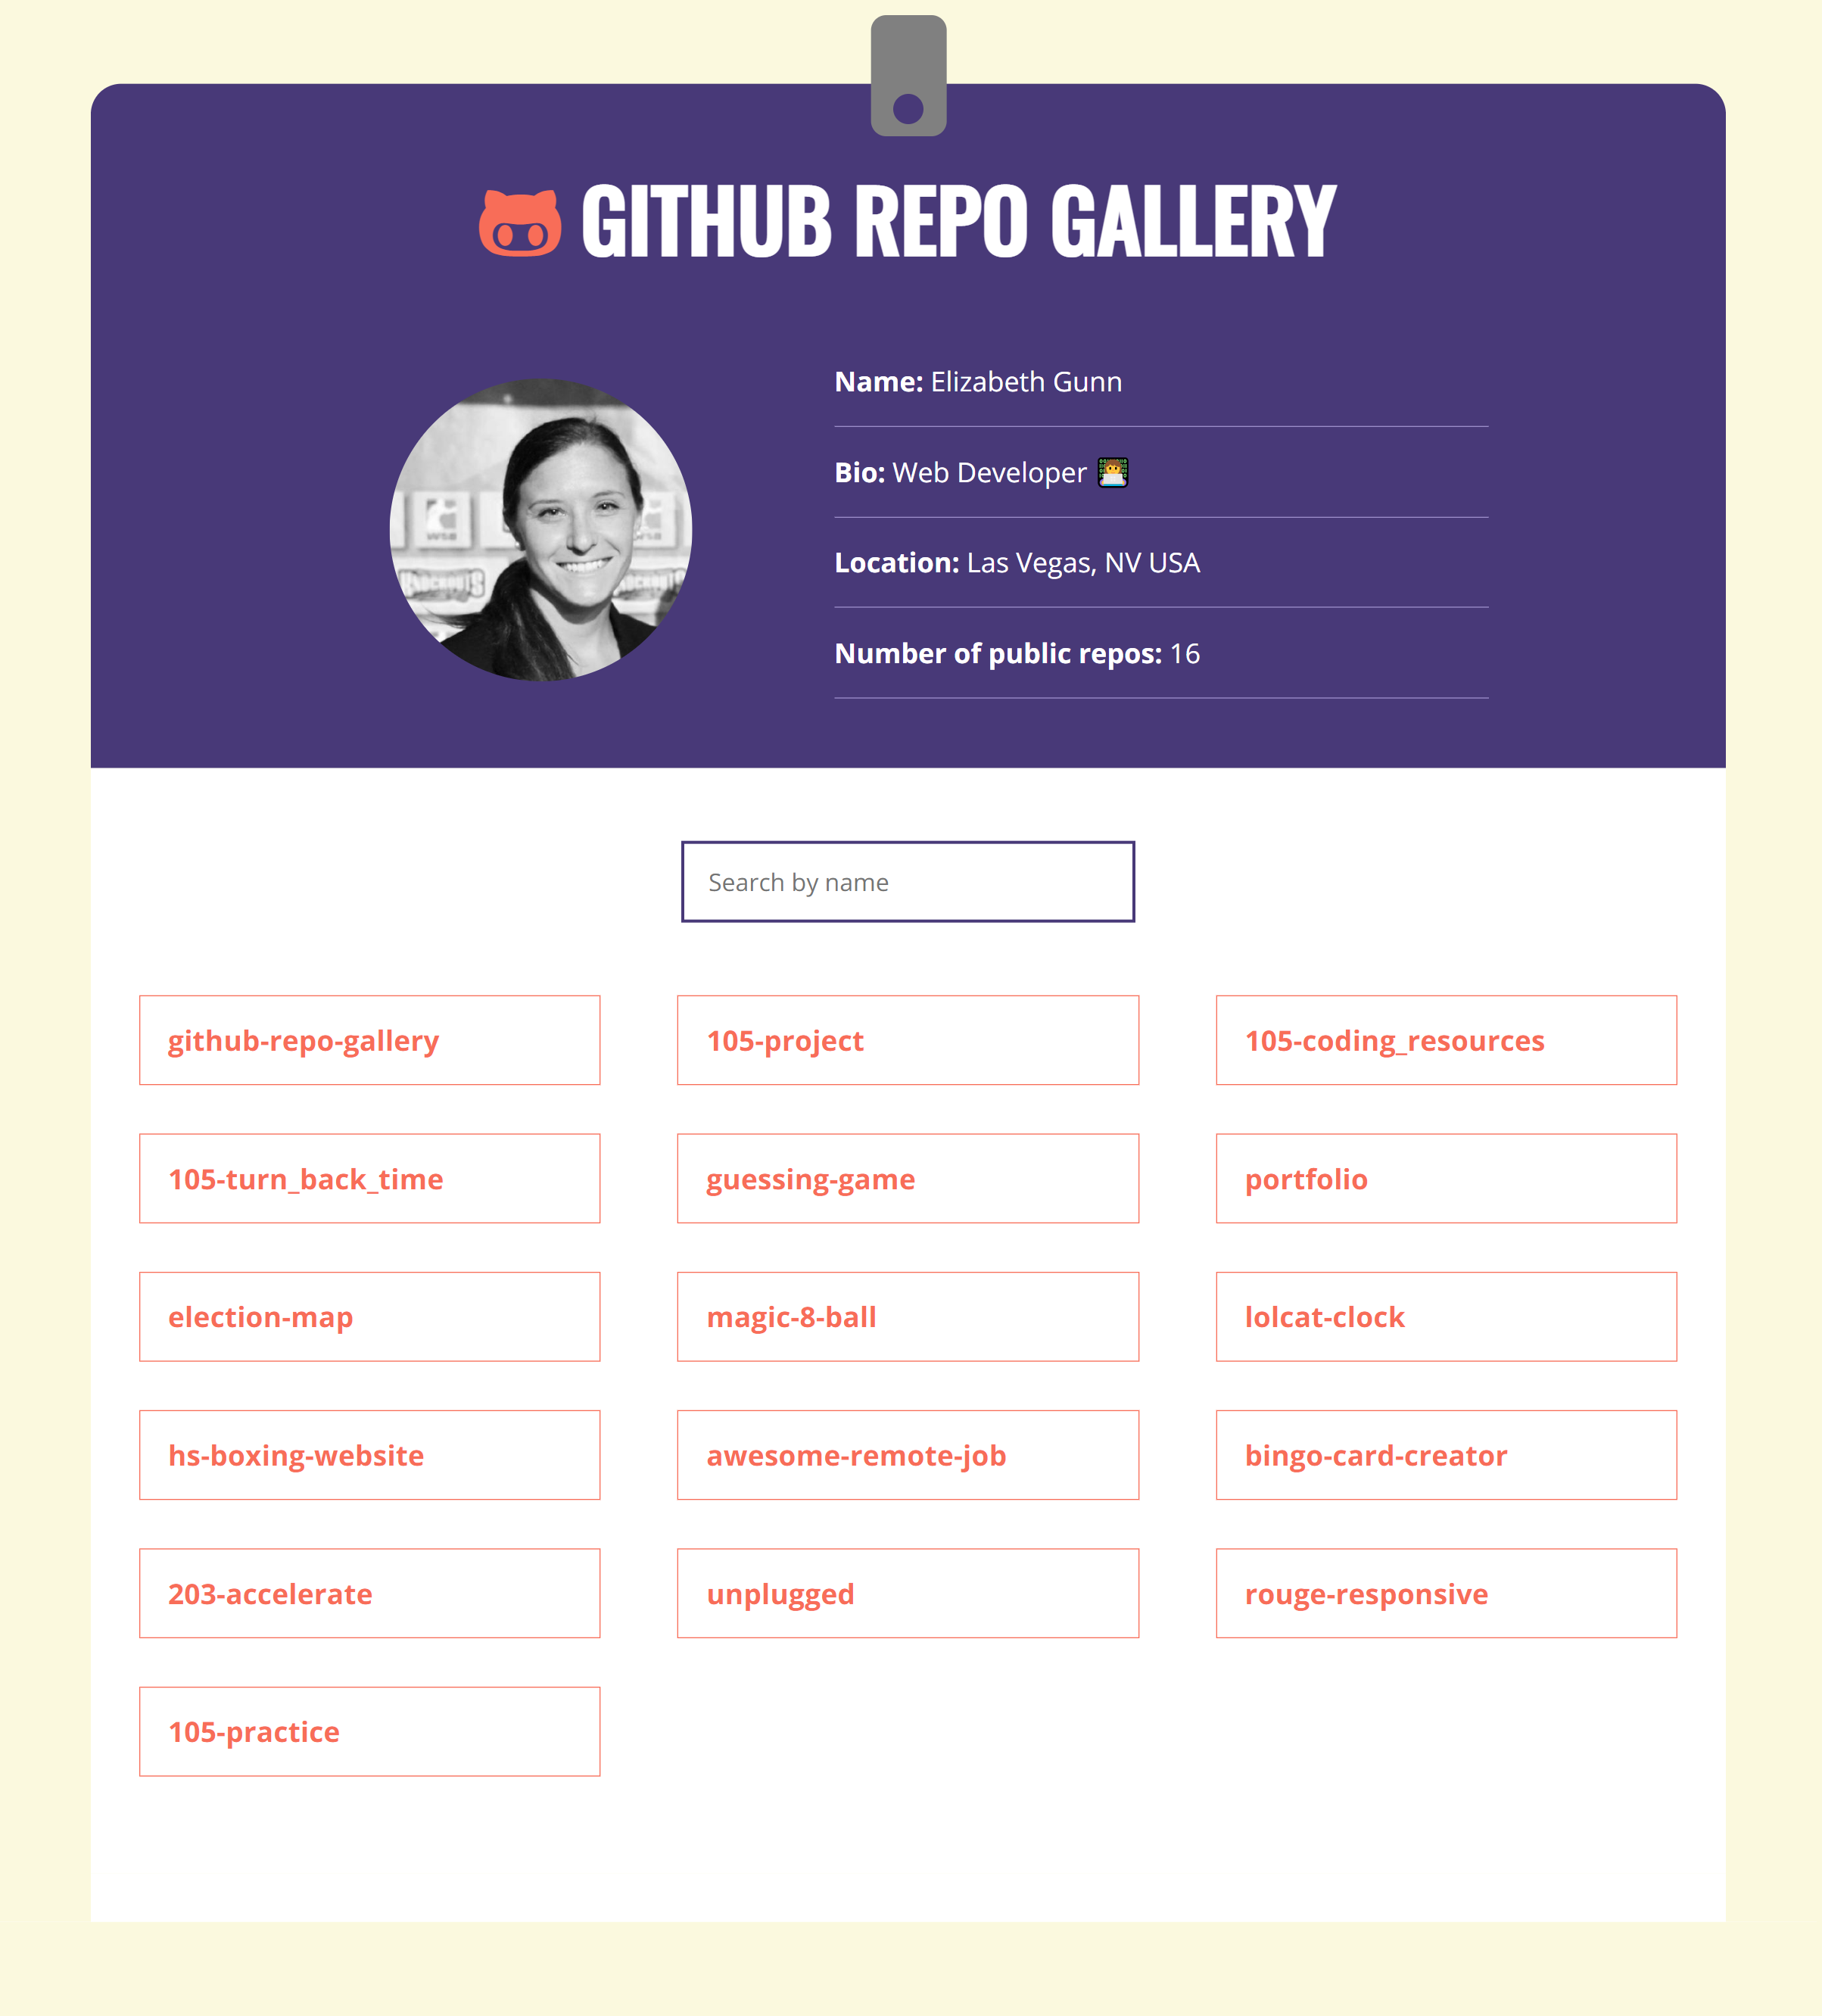 GITHUB REPO GALLERY
Name: Elizabeth Gunn
Bio: Web Developer 👩‍💻
Location: Las Vegas, NV USA
Number of public repos: 16
Search by name
github-repo-gallery
105-project
105-coding_resources
105-turn_back_time
guessing-game
portfolio
election-map
magic-8-ball
lolcat-clock
hs-boxing-website
awesome-remote-job
bingo-card-creator
203-accelerate
unplugged
rouge-responsive
105-practice